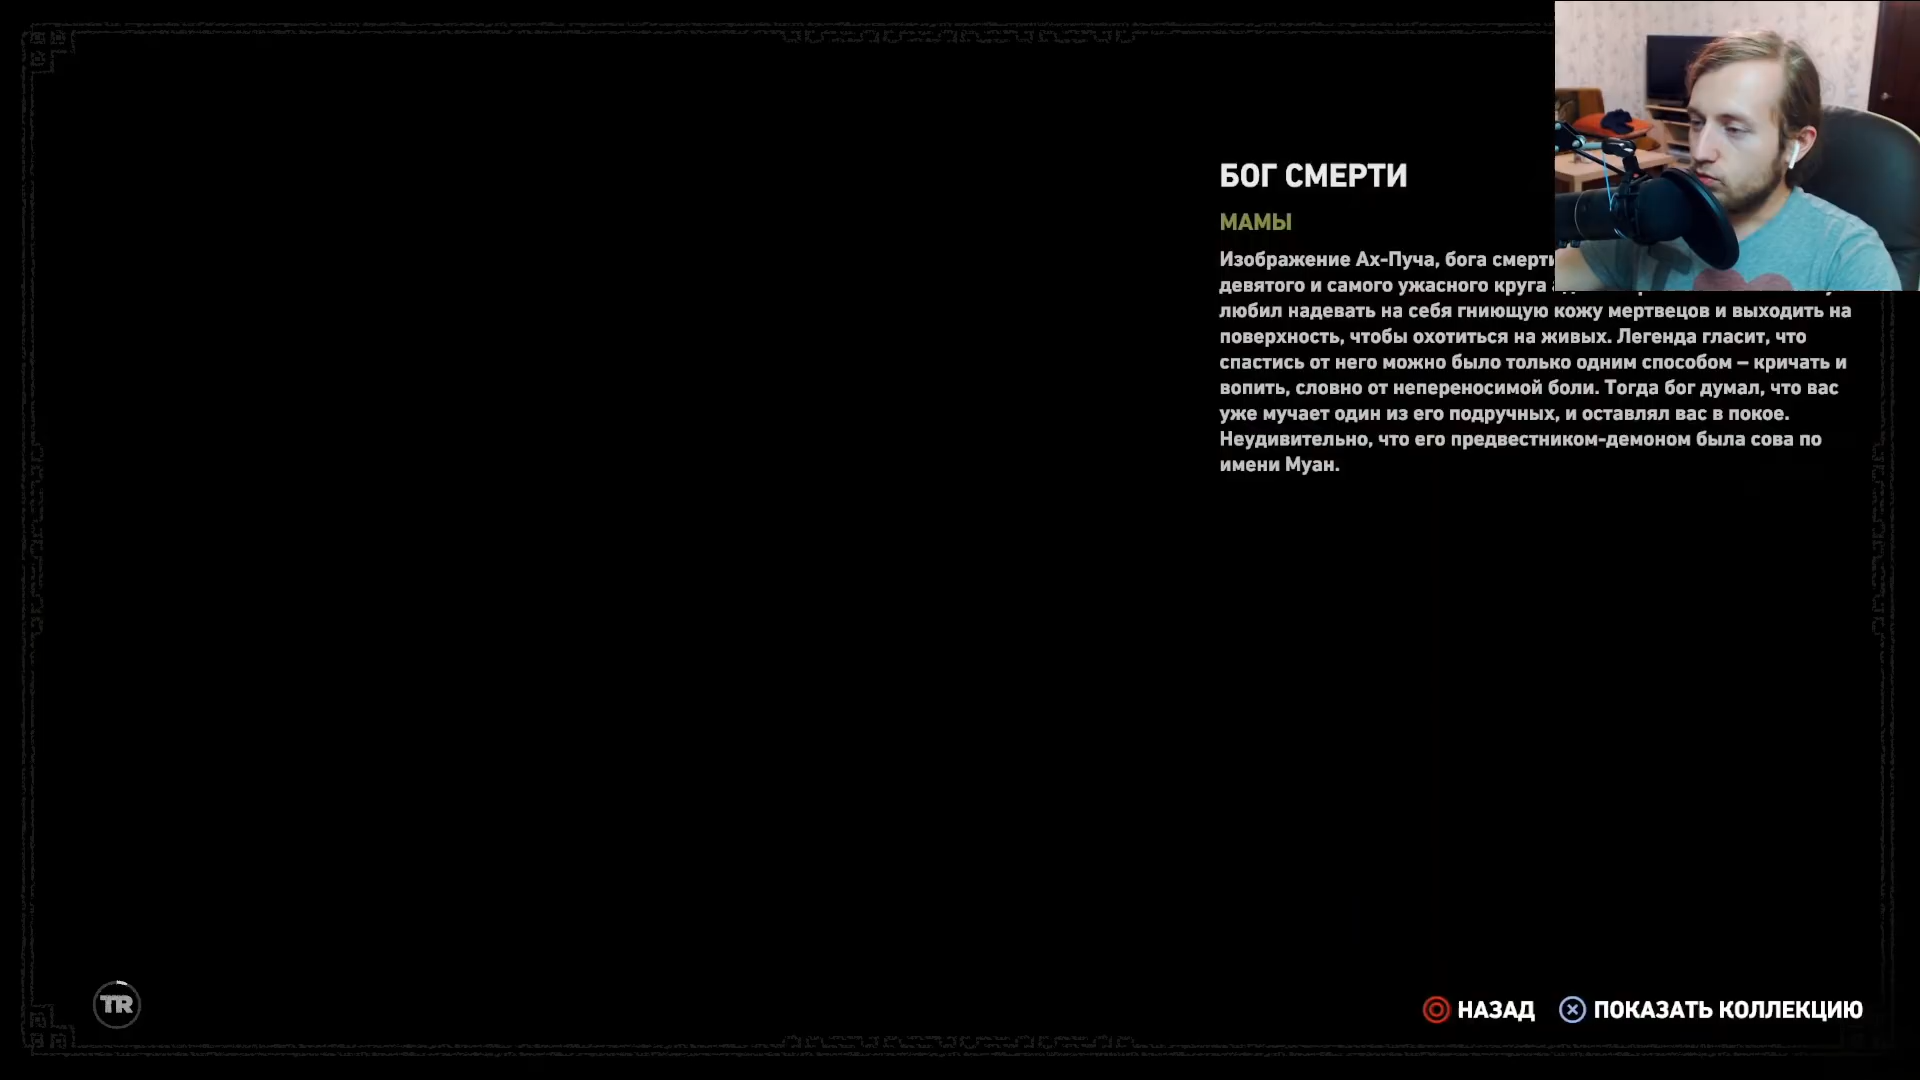 БОГ СМЕРТИ
МАМЫ
Изображение Ах-Пуча, бога смерти
девятого и самого ужасного круга
любил надевать на себя гниющую кожу мертвецов и выходить на
поверхность, чтобы охотиться на живых. Легенда гласит, что
спастись от него можно было только одним способом – кричать и
вопить, словно от непереносимой боли. Тогда бог думал, что вас
уже мучает один из его подручных, и оставлял вас в покое.
Неудивительно, что его предвестником-демоном была сова по
имени Муан.
TR
НАЗАД ПОКАЗАТЬ КОЛЛЕКЦИЮ